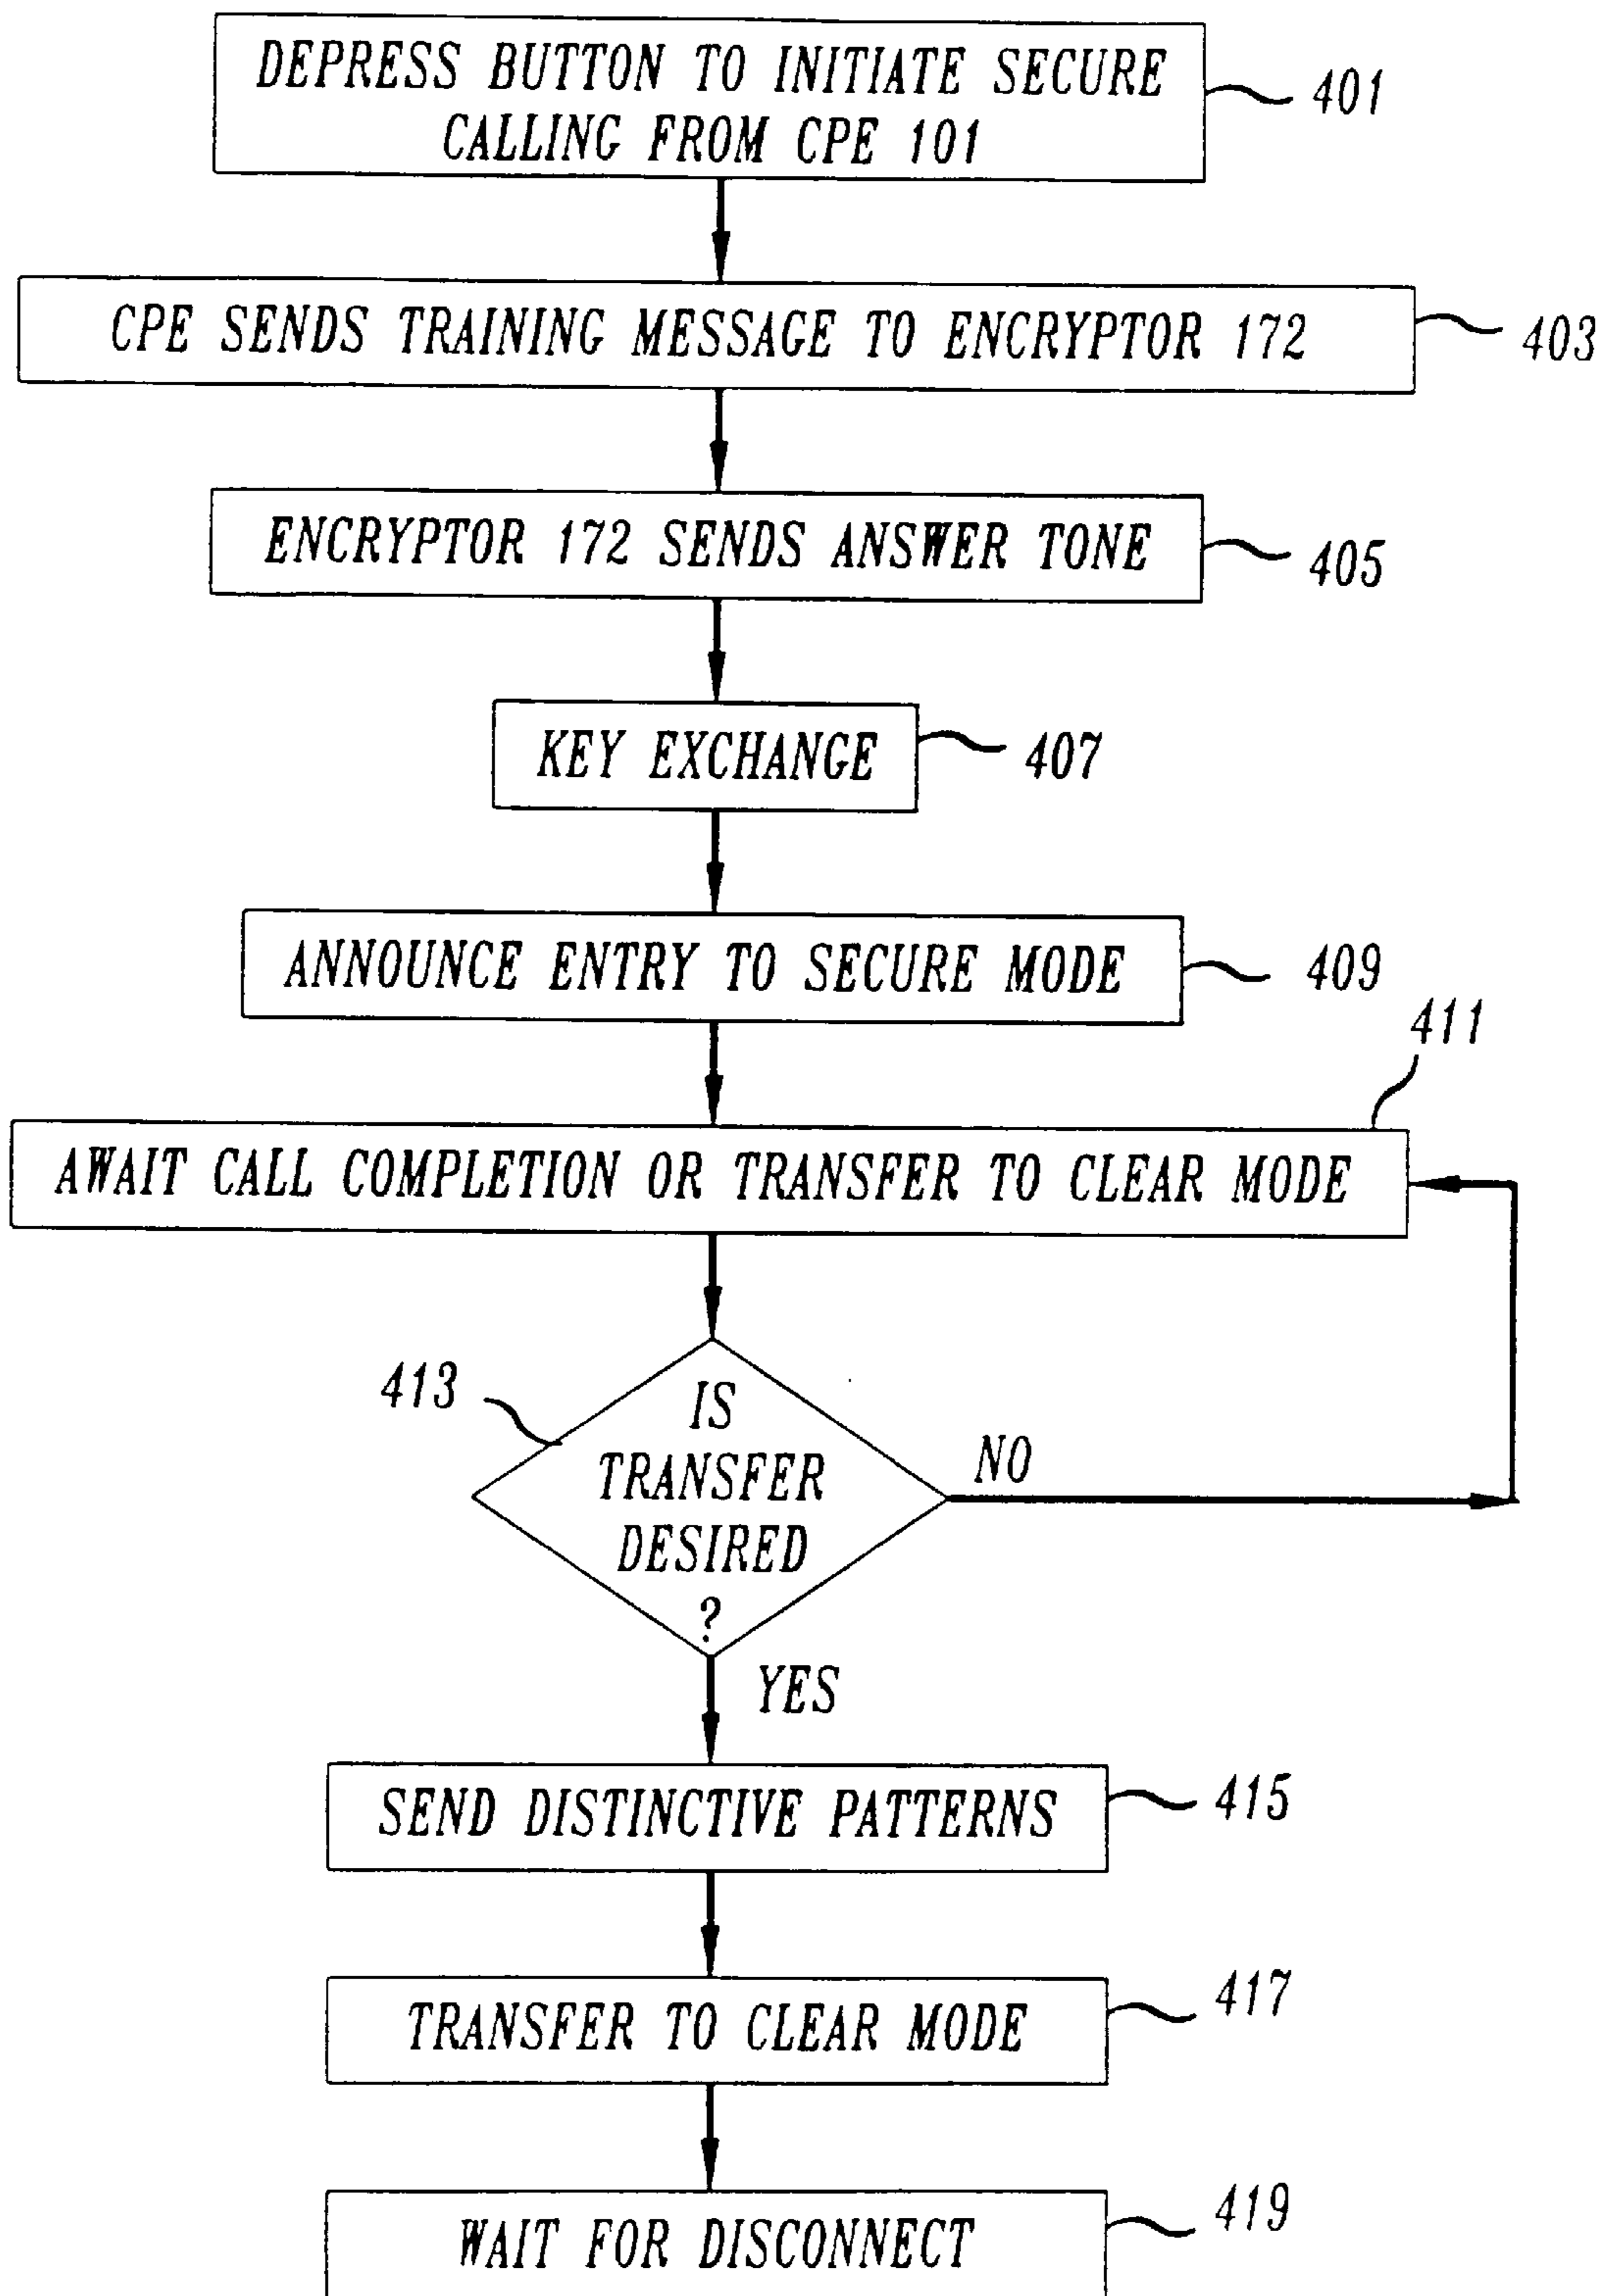 DEPRESS BUTTON TO INITIATE SECURE
CALLING FROM CPE 101
401
CPE SENDS TRAINING MESSAGE TO ENCRYPTOR 172
403
ENCRYPTOR 172 SENDS ANSWER TONE
405
KEY EXCHANGE
407
ANNOUNCE ENTRY TO SECURE MODE
409
411
AWAIT CALL COMPLETION OR TRANSFER TO CLEAR MODE
413
IS
TRANSFER
DESIRED
?
NO
YES
SEND DISTINCTIVE PATTERNS
415
TRANSFER TO CLEAR MODE
417
WAIT FOR DISCONNECT
419